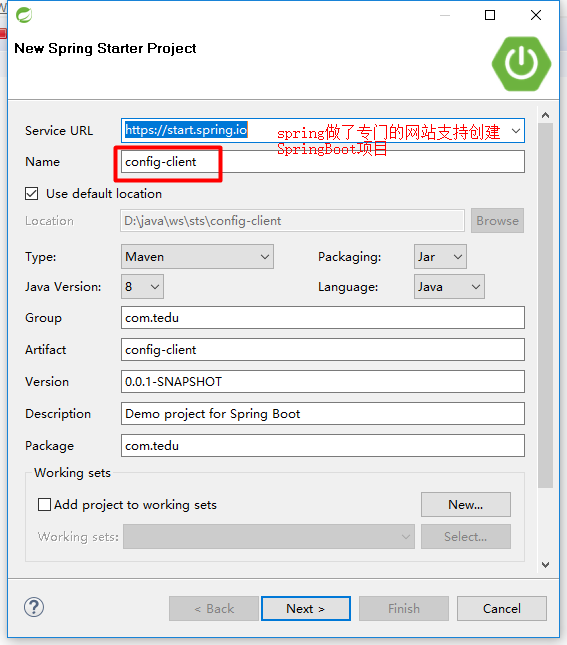 New Spring Starter Project
Service URL https://start.spring.io
spring做了专门的网站支持创建
SpringBoot项目
Name config-client
Use default location
Location D:\java\ws\sts\config-client Browse
Type: Maven Packaging: Jar
Java Version: 8 Language: Java
Group com.tedu
Artifact config-client
Version 0.0.1-SNAPSHOT
Description Demo project for Spring Boot
Package com.tedu
Working sets
Add project to working sets New...
Working sets: Select...
? < Back Next > Finish Cancel